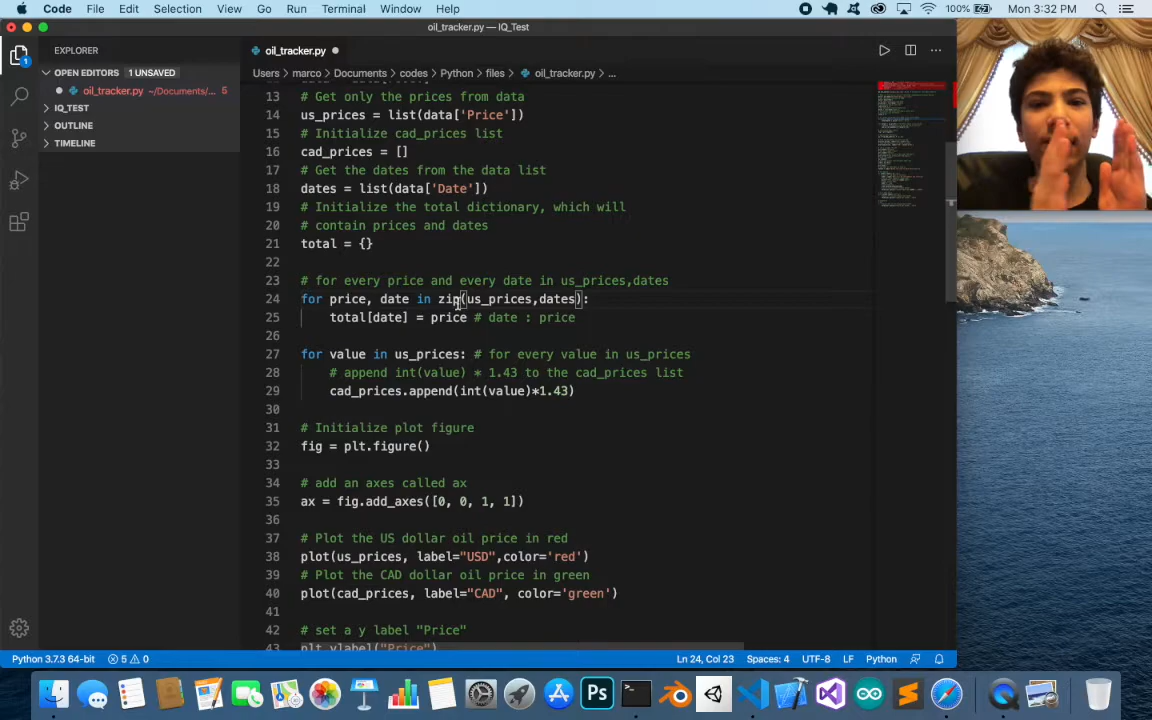 Code File Edit Selection View Go Run Terminal Window Help 100% Mon 3:32 PM
oil_tracker.py — IQ_Test
EXPLORER
OPEN EDITORS 1 UNSAVED
oil_tracker.py ~/Documents/... 5
IQ_TEST
OUTLINE
TIMELINE
1
oil_tracker.py
Users › marco › Documents › codes › Python › files › oil_tracker.py › ...
13 # Get only the prices from data
14 us_prices = list(data['Price'])
15 # Initialize cad_prices list
16 cad_prices = []
17 # Get the dates from the data list
18 dates = list(data['Date'])
19 # Initialize the total dictionary, which will
20 # contain prices and dates
21 total = {}
22
23 # for every price and every date in us_prices,dates
24 for price, date in zip(us_prices,dates):
25 total[date] = price # date : price
26
27 for value in us_prices: # for every value in us_prices
28 # append int(value) * 1.43 to the cad_prices list
29 cad_prices.append(int(value)*1.43)
30
31 # Initialize plot figure
32 fig = plt.figure()
33
34 # add an axes called ax
35 ax = fig.add_axes([0, 0, 1, 1])
36
37 # Plot the US dollar oil price in red
38 plot(us_prices, label="USD",color='red')
39 # Plot the CAD dollar oil price in green
40 plot(cad_prices, label="CAD", color='green')
41
42 # set a y label "Price"
43 plt.ylabel("Price")
Python 3.7.3 64-bit 5 0 Ln 24, Col 23 Spaces: 4 UTF-8 LF Python
Ps